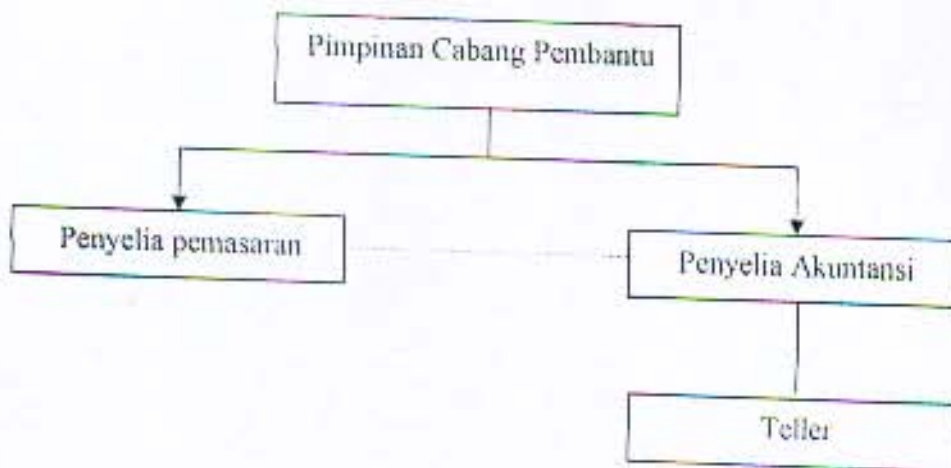 Pimpinan Cabang Pembantu
Penyelia pemasaran
Penyelia Akuntansi
Teller